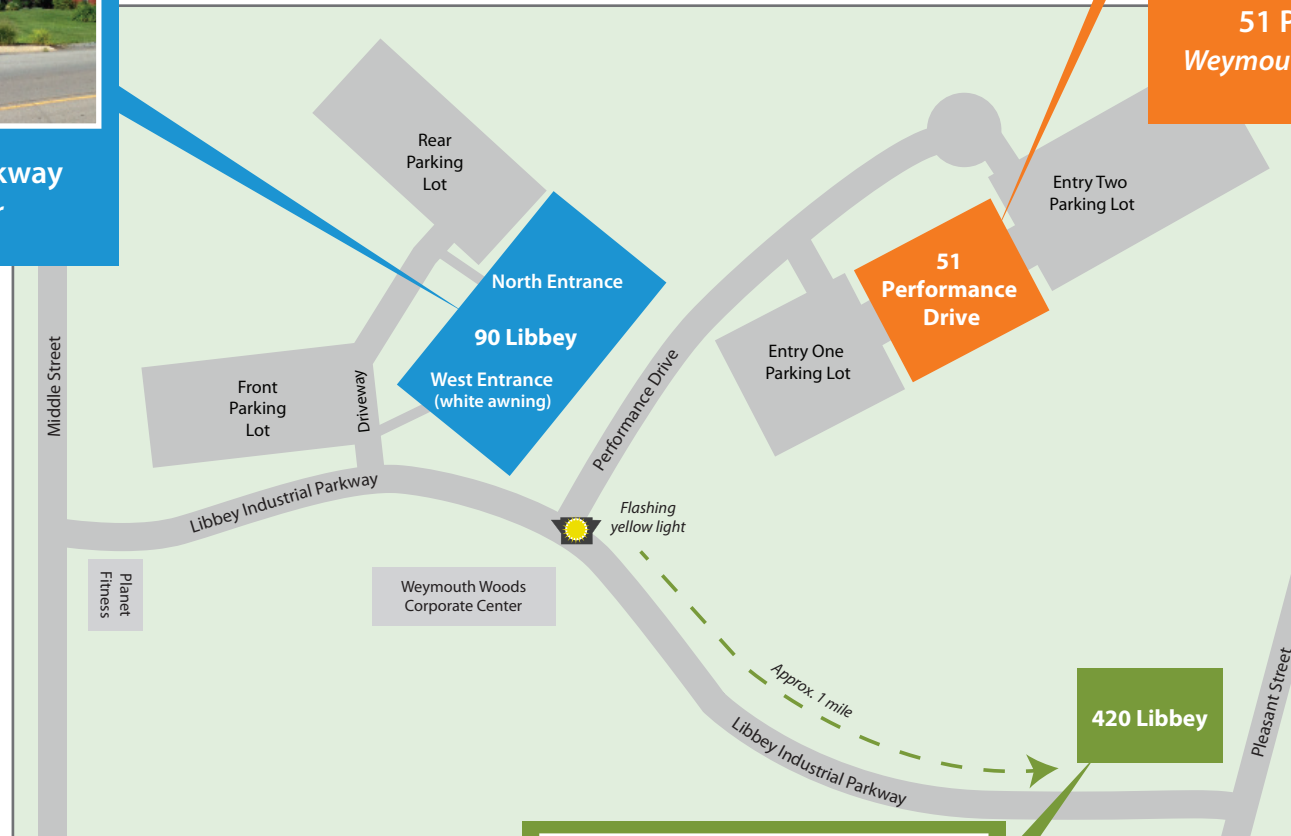 51 P
Weymou
kway
Rear
Parking
Lot
Entry Two
Parking Lot
North Entrance
90 Libbey
West Entrance
(white awning)
51
Performance
Drive
Entry One
Parking Lot
Front
Parking
Lot
Driveway
Middle Street
Performance Drive
Libbey Industrial Parkway
Flashing
yellow light
Planet
Fitness
Weymouth Woods
Corporate Center
Approx. 1 mile
420 Libbey
Pleasant Street
Libbey Industrial Parkway